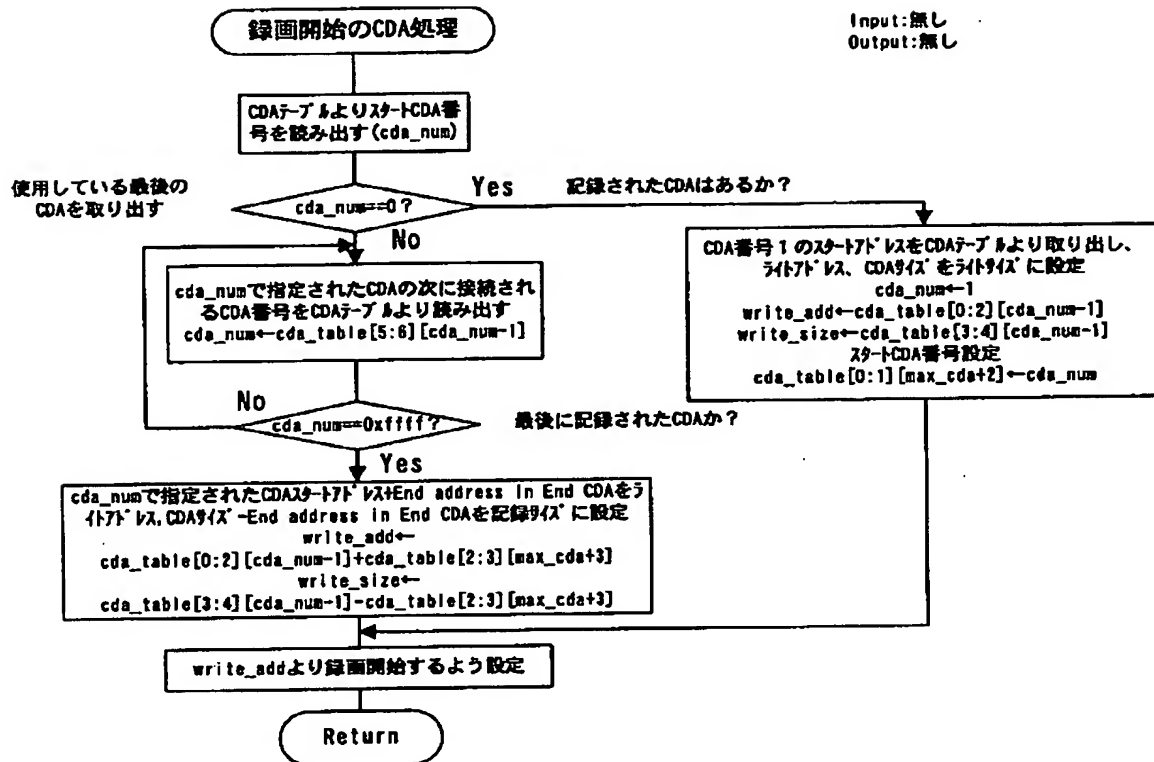 録画開始のCDA処理
Input:無し
Output:無し
CDAテーブルよりスタートCDA番
号を読み出す(cda_num)
使用している最後の
CDAを取り出す
cda_num==0?
Yes
記録されたCDAはあるか?
No
CDA番号1のスタートアドレスをCDAテーブルより取り出し、
ライトアドレス、CDAサイズをライトサイズに設定
cda_num←1
write_add←cda_table[0:2][cda_num-1]
write_size←cda_table[3:4][cda_num-1]
スタートCDA番号設定
cda_table[0:1][max_cda+2]←cda_num
cda_numで指定されたCDAの次に接続され
るCDA番号をCDAテーブルより読み出す
cda_num←cda_table[5:6][cda_num-1]
No
cda_num==0xffff?
最後に記録されたCDAか?
Yes
cda_numで指定されたCDAスタートアドレス+End address in End CDAをラ
イトアドレス,CDAサイズ-End address in End CDAを記録サイズに設定
write_add←
cda_table[0:2][cda_num-1]+cda_table[2:3][max_cda+3]
write_size←
cda_table[3:4][cda_num-1]-cda_table[2:3][max_cda+3]
write_addより録画開始するよう設定
Return